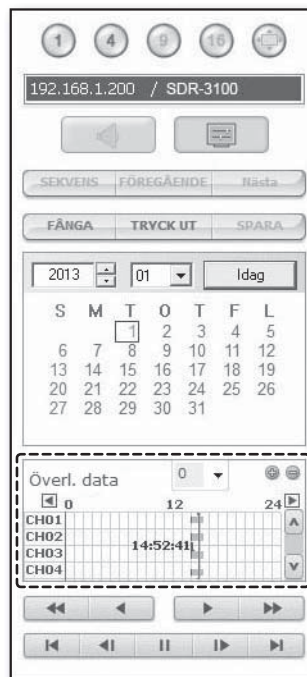 1 4 9 16
192.168.1.200 / SDR-3100
SEKVENS FÖREGÅENDE Nästa
FÅNGA TRYCK UT SPARA
2013 01 Idag
S M T O T F L
1 2 3 4 5
6 7 8 9 10 11 12
13 14 15 16 17 18 19
20 21 22 23 24 25 26
27 28 29 30 31
Överl. data 0
0 12 24
CH01
CH02
14:52:41
CH03
CH04